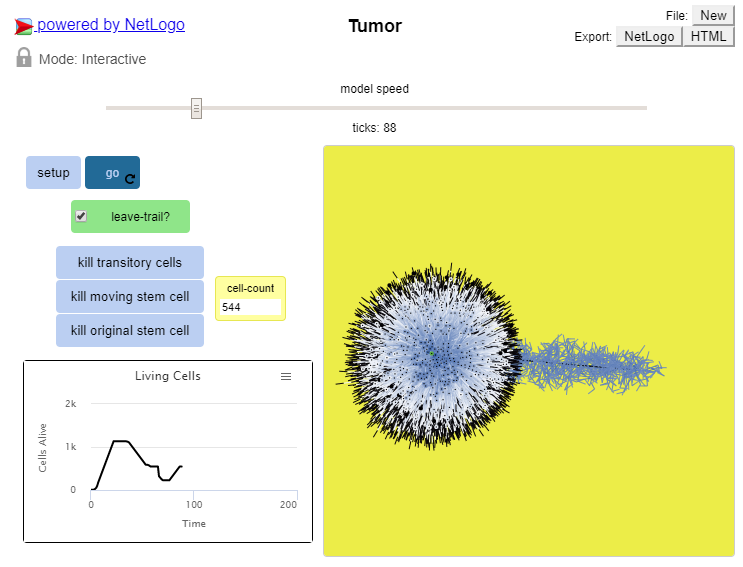 powered by NetLogo
Tumor
File: New
Export: NetLogo HTML
Mode: Interactive
model speed
ticks: 88
setup
go
leave-trail?
kill transitory cells
kill moving stem cell
kill original stem cell
cell-count
544
Living Cells
2k
1k
0
Cells Alive
0
100
200
Time